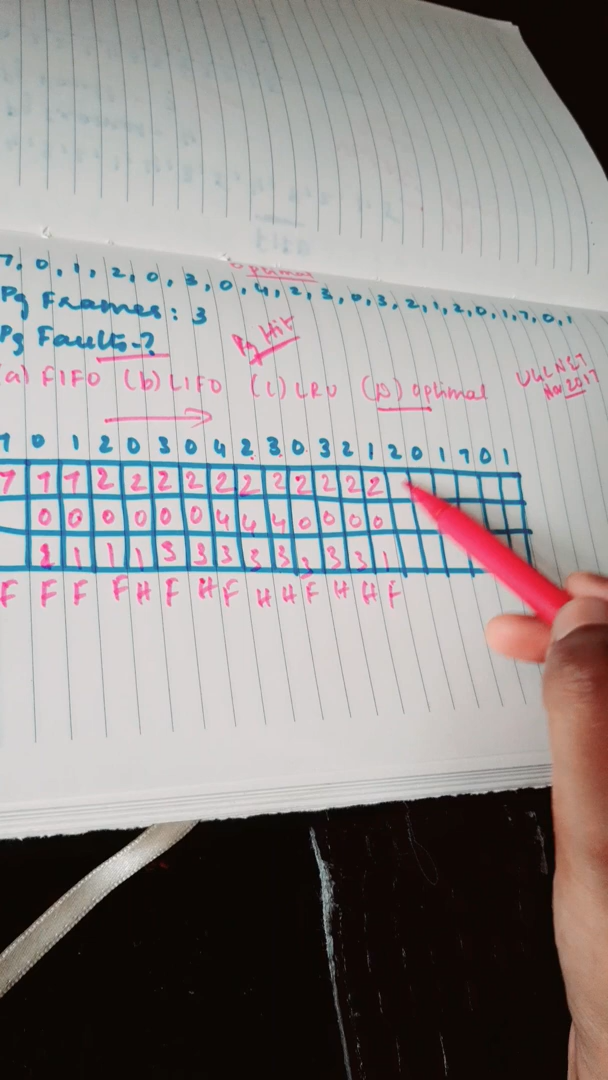 Optimal
7, 0, 1, 2, 0, 3, 0, 4, 2, 3, 0, 3, 2, 1, 2, 0, 1, 7, 0, 1
Pg Frames: 3
Pg Hit
Pg Faults-?
(a) FIFO (b) LIFO (c) LRU (D) Optimal
UGC NET
Nov 2017
7 0 1 2 0 3 0 4 2 3 0 3 2 1 2 0 1 7 0 1
7 7 7 2 2 2 2 2 2 2 2 2 2 2
0 0 0 0 0 0 4 4 4 0 0 0 0
1 1 1 3 3 3 3 3 3 3 3 1
F F F F H F H F H H F H H F